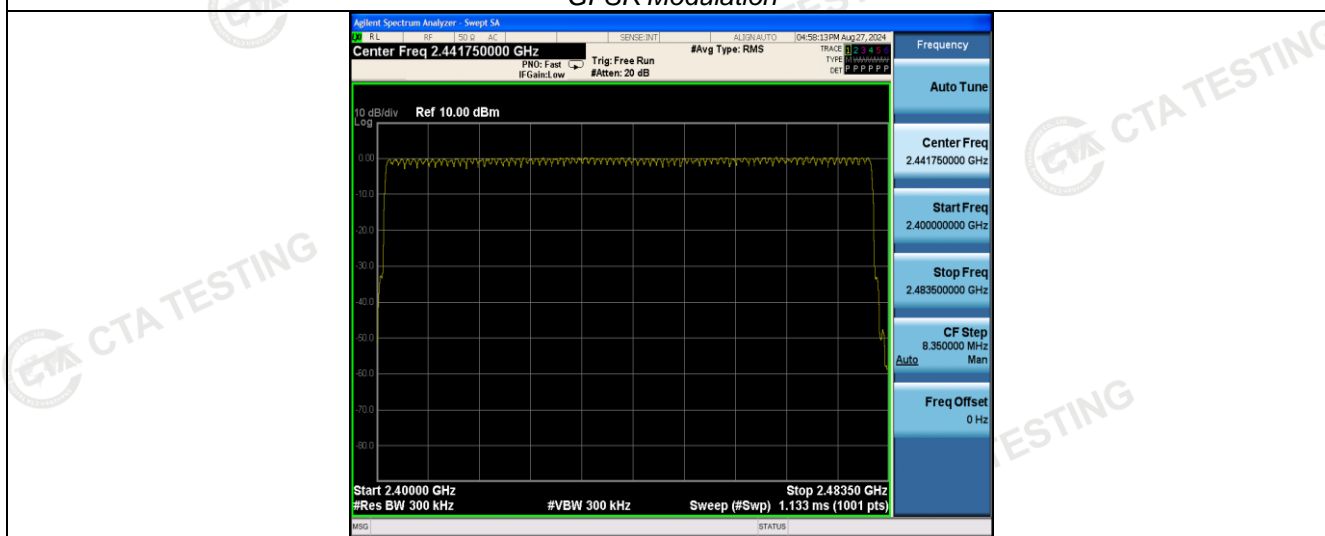 GFSK Modulation
Agilent Spectrum Analyzer - Swept SA
RL RF 50 Ω AC SENSE:INT ALIGN AUTO 04:58:13 PM Aug 27, 2024
Center Freq 2.441750000 GHz
PNO: Fast
IFGain:Low
Trig: Free Run
#Atten: 20 dB
#Avg Type: RMS
TRACE 1 2 3 4 5 6
TYPE M
DET P P P P P P
10 dB/div Ref 10.00 dBm
Log
0.00
-10.0
-20.0
-30.0
-40.0
-50.0
-60.0
-70.0
-80.0
Start 2.40000 GHz Stop 2.48350 GHz
#Res BW 300 kHz #VBW 300 kHz Sweep (#Swp) 1.133 ms (1001 pts)
MSG STATUS
Frequency
Auto Tune
Center Freq
2.441750000 GHz
Start Freq
2.400000000 GHz
Stop Freq
2.483500000 GHz
CF Step
8.350000 MHz
Auto Man
Freq Offset
0 Hz
CTA TESTING
CTA TESTING
TESTING